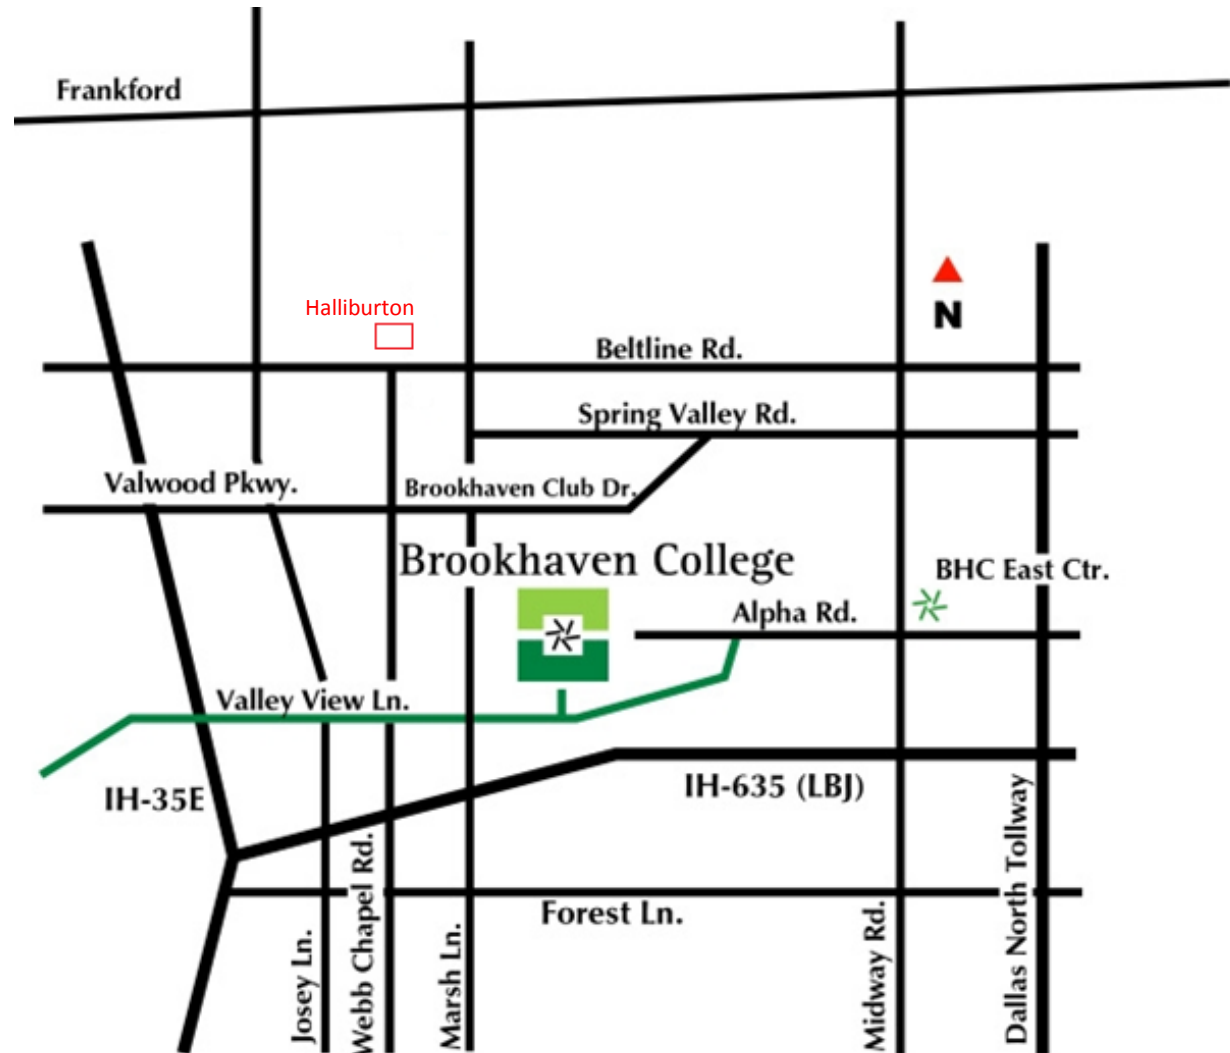 Frankford
Halliburton
N
Beltline Rd.
Spring Valley Rd.
Valwood Pkwy.
Brookhaven Club Dr.
Brookhaven College
BHC East Ctr.
Alpha Rd.
Valley View Ln.
IH-35E
IH-635 (LBJ)
Forest Ln.
Josey Ln.
Webb Chapel Rd.
Marsh Ln.
Midway Rd.
Dallas North Tollway